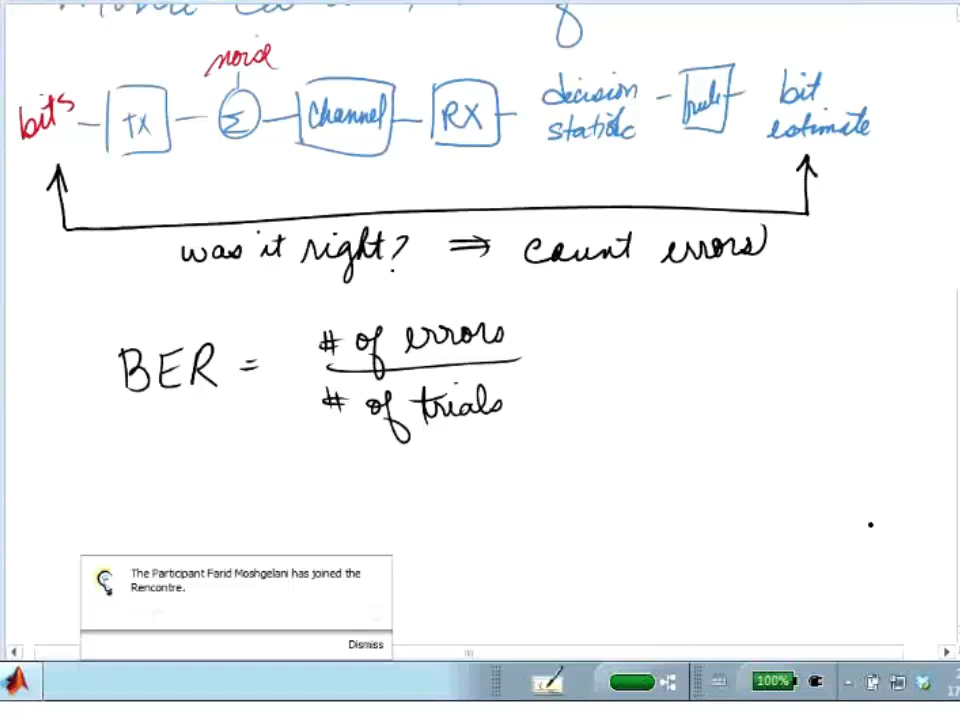 noise
bits TX Σ Channel RX decision rule bit
statistic estimate
was it right? ⇒ count errors
BER = # of errors
# of trials
The Participant Farid Moshgelani has joined the
Rencontre.
Dismiss
100%
17